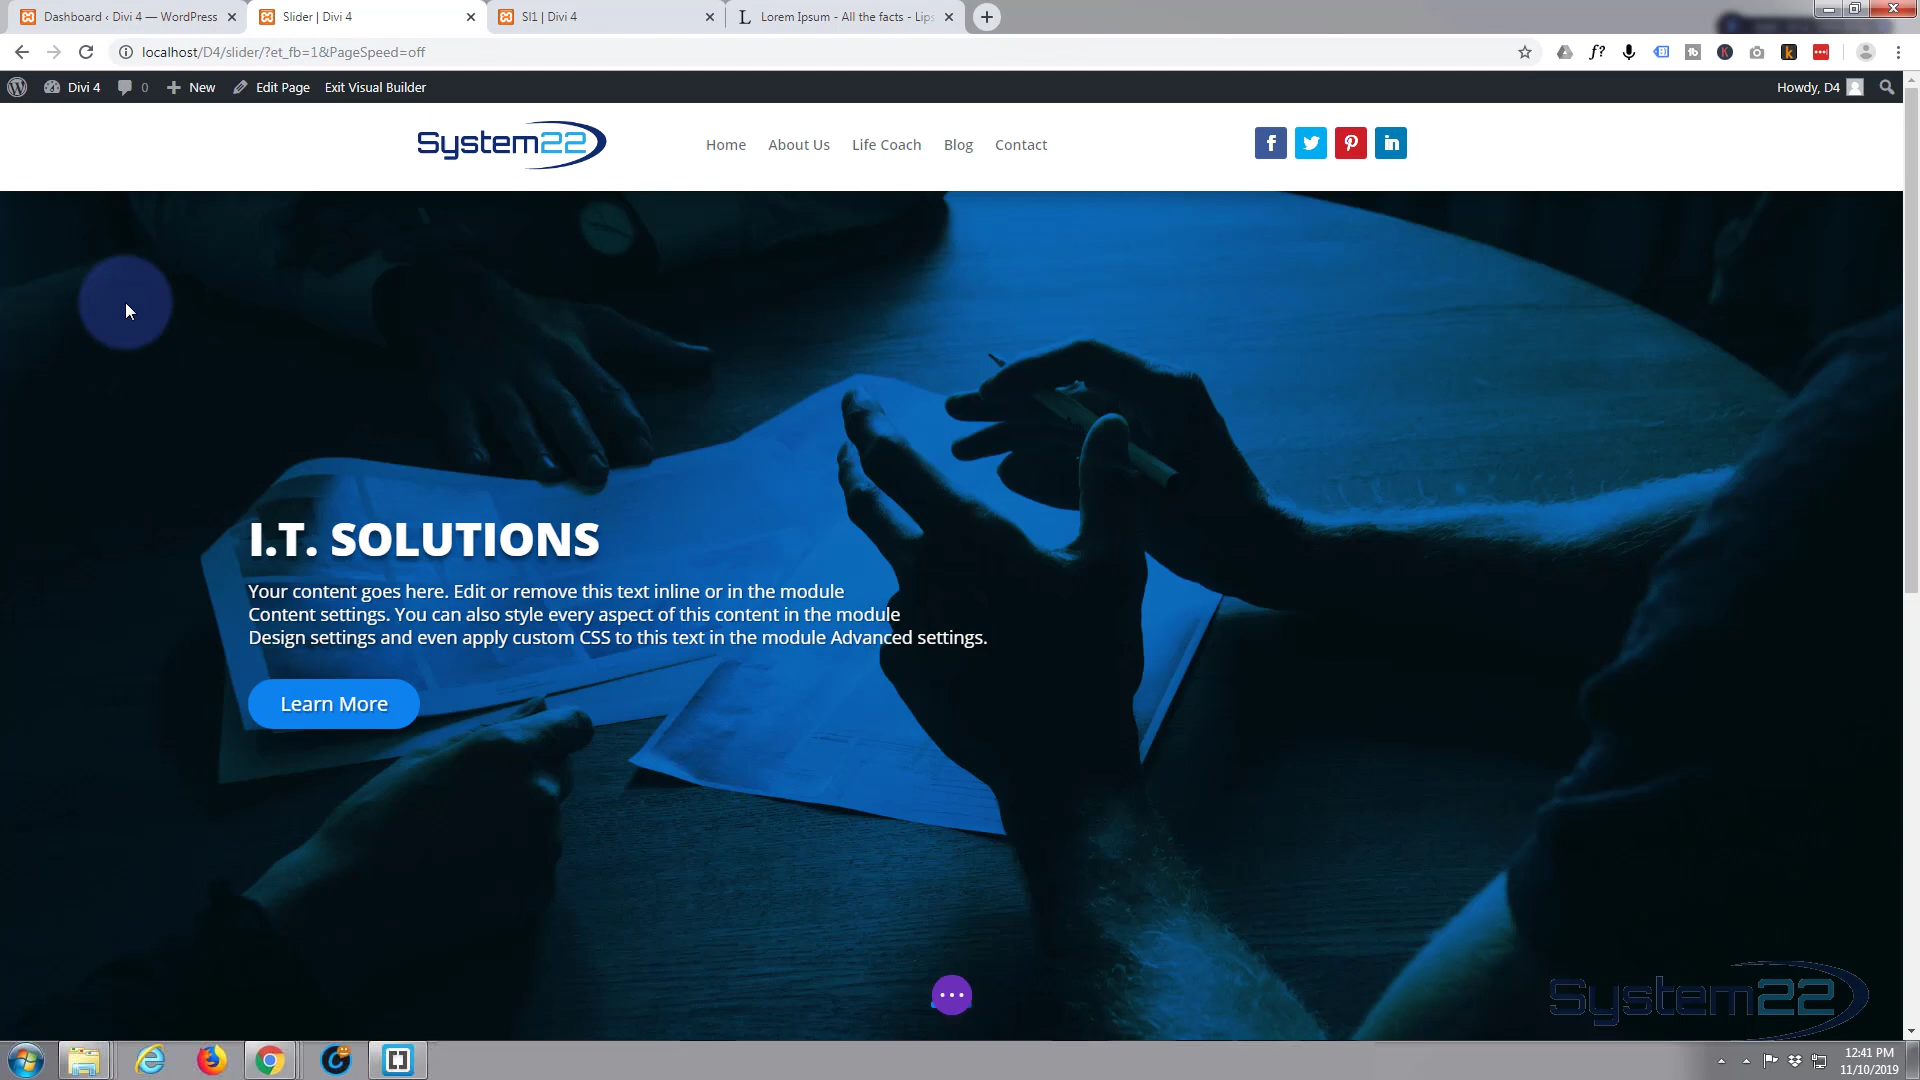 Dashboard ‹ Divi 4 — WordPress
Slider | Divi 4
Sl1 | Divi 4
Lorem Ipsum - All the facts - Lips
localhost/D4/slider/?et_fb=1&PageSpeed=off
Divi 4
0
New
Edit Page
Exit Visual Builder
Howdy, D4
System22
Home
About Us
Life Coach
Blog
Contact
I.T. SOLUTIONS
Your content goes here. Edit or remove this text inline or in the module
Content settings. You can also style every aspect of this content in the module
Design settings and even apply custom CSS to this text in the module Advanced settings.
Learn More
System22
12:41 PM
11/10/2019